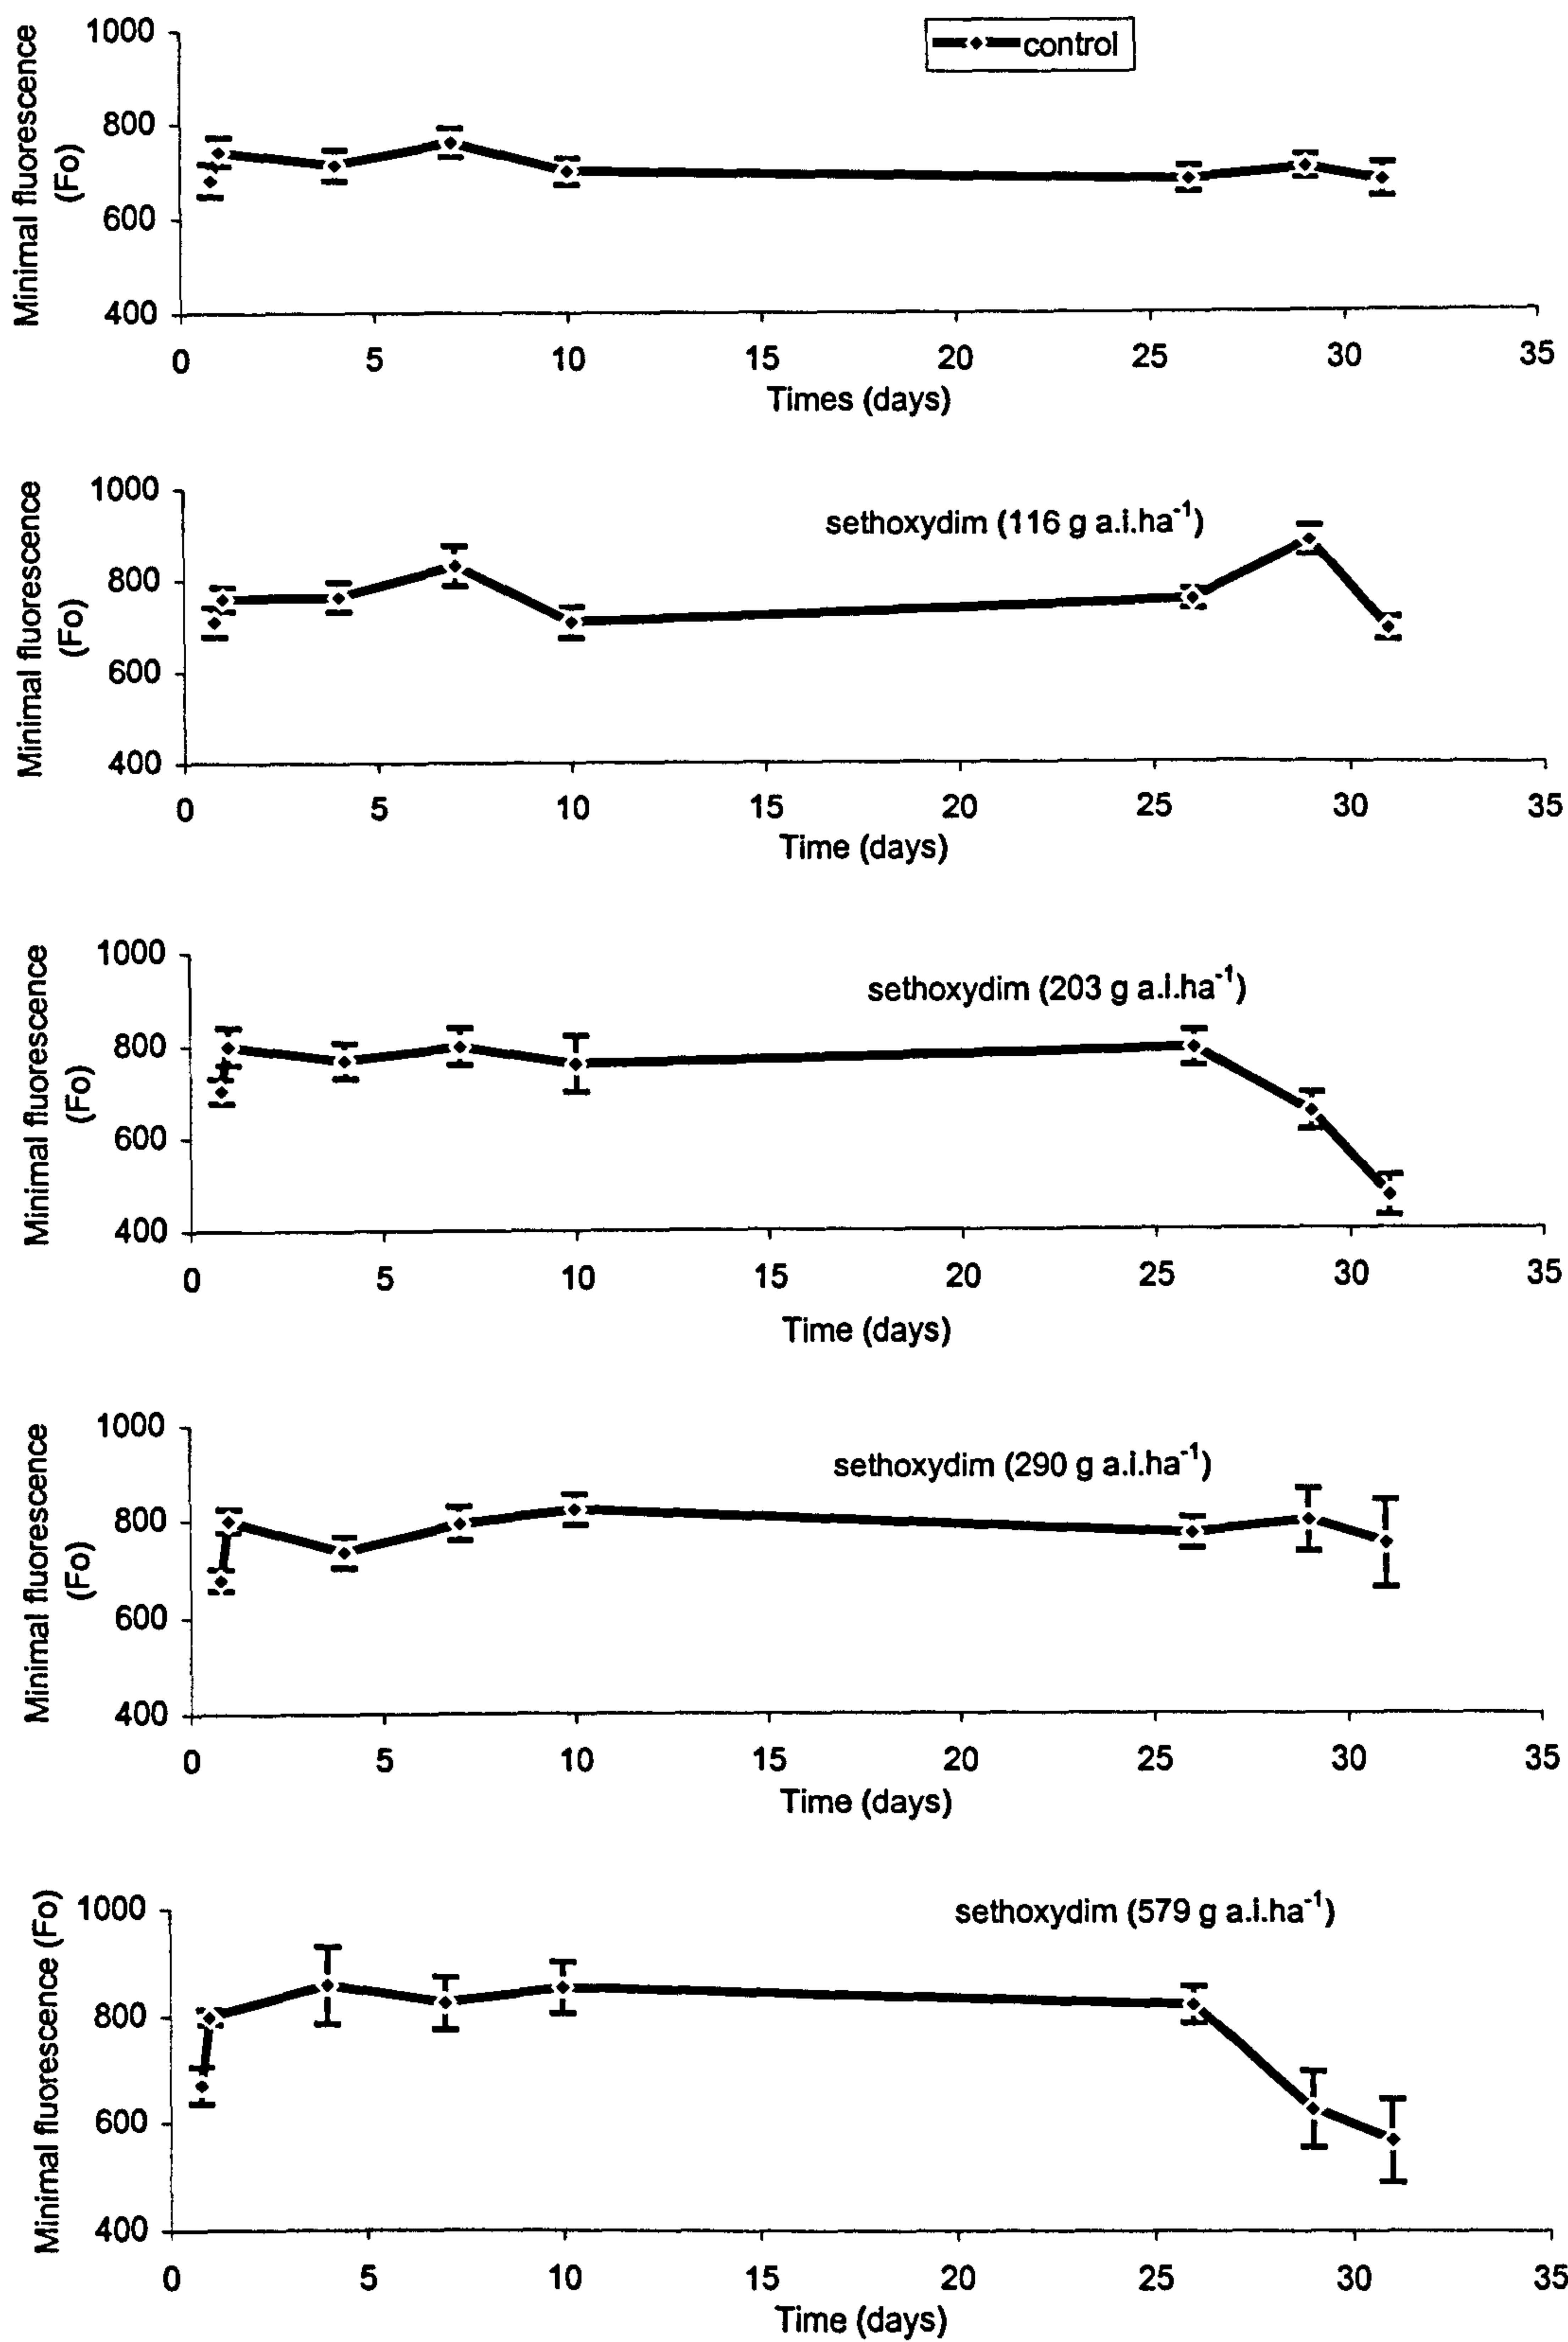 control
Minimal fluorescence
(Fo)
1000
800
600
400
0 5 10 15 20 25 30 35
Times (days)
sethoxydim (116 g a.i.ha-1)
Minimal fluorescence
(Fo)
1000
800
600
400
0 5 10 15 20 25 30 35
Time (days)
sethoxydim (203 g a.i.ha-1)
Minimal fluorescence
(Fo)
1000
800
600
400
0 5 10 15 20 25 30 35
Time (days)
sethoxydim (290 g a.i.ha-1)
Minimal fluorescence
(Fo)
1000
800
600
400
0 5 10 15 20 25 30 35
Time (days)
sethoxydim (579 g a.i.ha-1)
Minimal fluorescence (Fo)
1000
800
600
400
0 5 10 15 20 25 30 35
Time (days)